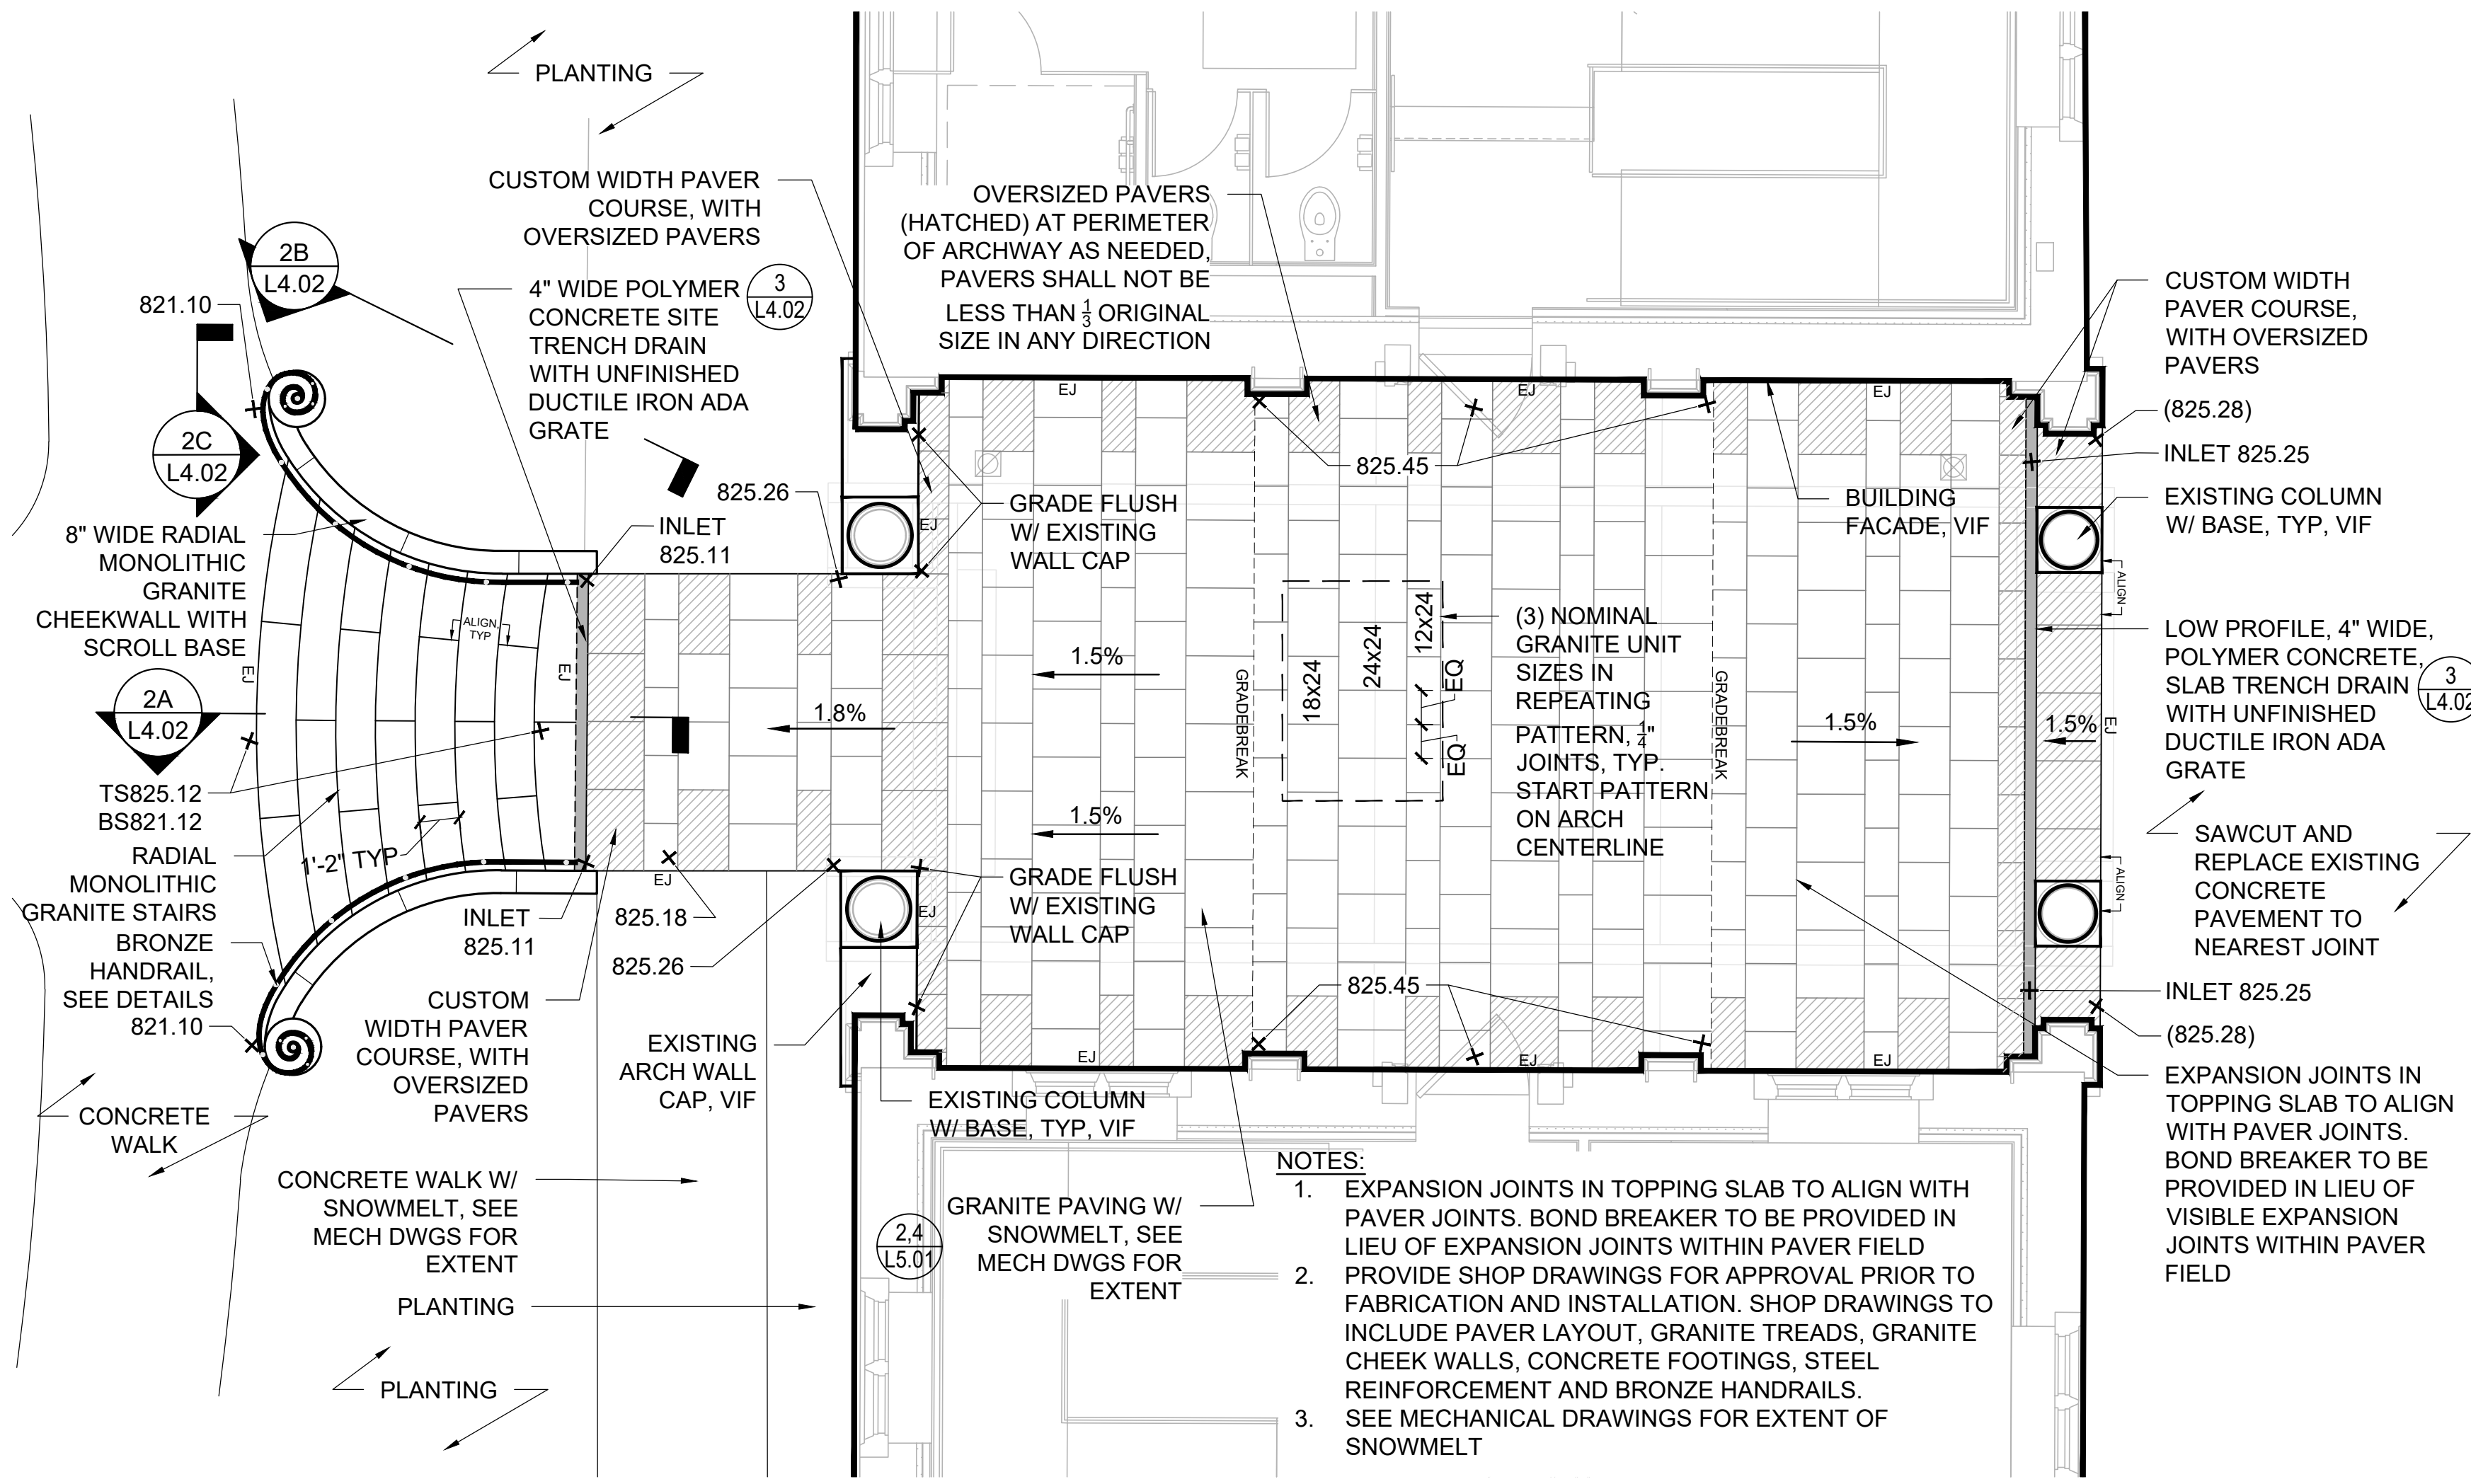 PLANTING
CUSTOM WIDTH PAVER
COURSE, WITH
OVERSIZED PAVERS
OVERSIZED PAVERS
(HATCHED) AT PERIMETER
OF ARCHWAY AS NEEDED,
PAVERS SHALL NOT BE
LESS THAN 1/3 ORIGINAL
SIZE IN ANY DIRECTION
2B
L4.02
821.10
4" WIDE POLYMER
CONCRETE SITE
TRENCH DRAIN
WITH UNFINISHED
DUCTILE IRON ADA
GRATE
3
L4.02
CUSTOM WIDTH
PAVER COURSE,
WITH OVERSIZED
PAVERS
(825.28)
INLET 825.25
EXISTING COLUMN
W/ BASE, TYP, VIF
2C
L4.02
EJ
EJ
EJ
825.45
825.26
INLET
825.11
EJ
GRADE FLUSH
W/ EXISTING
WALL CAP
BUILDING
FACADE, VIF
8" WIDE RADIAL
MONOLITHIC
GRANITE
CHEEKWALL WITH
SCROLL BASE
ALIGN,
TYP
EJ
EJ
ALIGN
LOW PROFILE, 4" WIDE,
POLYMER CONCRETE,
SLAB TRENCH DRAIN
WITH UNFINISHED
DUCTILE IRON ADA
GRATE
3
L4.02
2A
L4.02
1.8%
1.5%
1.5%
GRADEBREAK
18x24
24x24
12x24
EQ
EQ
(3) NOMINAL
GRANITE UNIT
SIZES IN
REPEATING
PATTERN, 1/4"
JOINTS, TYP.
START PATTERN
ON ARCH
CENTERLINE
GRADEBREAK
1.5%
1.5%
EJ
TS825.12
BS821.12
1'-2" TYP
RADIAL
MONOLITHIC
GRANITE STAIRS
BRONZE
HANDRAIL,
SEE DETAILS
821.10
INLET
825.11
EJ
825.18
825.26
EJ
GRADE FLUSH
W/ EXISTING
WALL CAP
825.45
ALIGN
SAWCUT AND
REPLACE EXISTING
CONCRETE
PAVEMENT TO
NEAREST JOINT
INLET 825.25
(825.28)
CUSTOM
WIDTH PAVER
COURSE, WITH
OVERSIZED
PAVERS
EXISTING
ARCH WALL
CAP, VIF
EJ
EJ
EJ
EXISTING COLUMN
W/ BASE, TYP, VIF
EXPANSION JOINTS IN
TOPPING SLAB TO ALIGN
WITH PAVER JOINTS.
BOND BREAKER TO BE
PROVIDED IN LIEU OF
VISIBLE EXPANSION
JOINTS WITHIN PAVER
FIELD
CONCRETE
WALK
CONCRETE WALK W/
SNOWMELT, SEE
MECH DWGS FOR
EXTENT
PLANTING
PLANTING
2,4
L5.01
GRANITE PAVING W/
SNOWMELT, SEE
MECH DWGS FOR
EXTENT
NOTES:
1. EXPANSION JOINTS IN TOPPING SLAB TO ALIGN WITH
PAVER JOINTS. BOND BREAKER TO BE PROVIDED IN
LIEU OF EXPANSION JOINTS WITHIN PAVER FIELD
2. PROVIDE SHOP DRAWINGS FOR APPROVAL PRIOR TO
FABRICATION AND INSTALLATION. SHOP DRAWINGS TO
INCLUDE PAVER LAYOUT, GRANITE TREADS, GRANITE
CHEEK WALLS, CONCRETE FOOTINGS, STEEL
REINFORCEMENT AND BRONZE HANDRAILS.
3. SEE MECHANICAL DRAWINGS FOR EXTENT OF
SNOWMELT